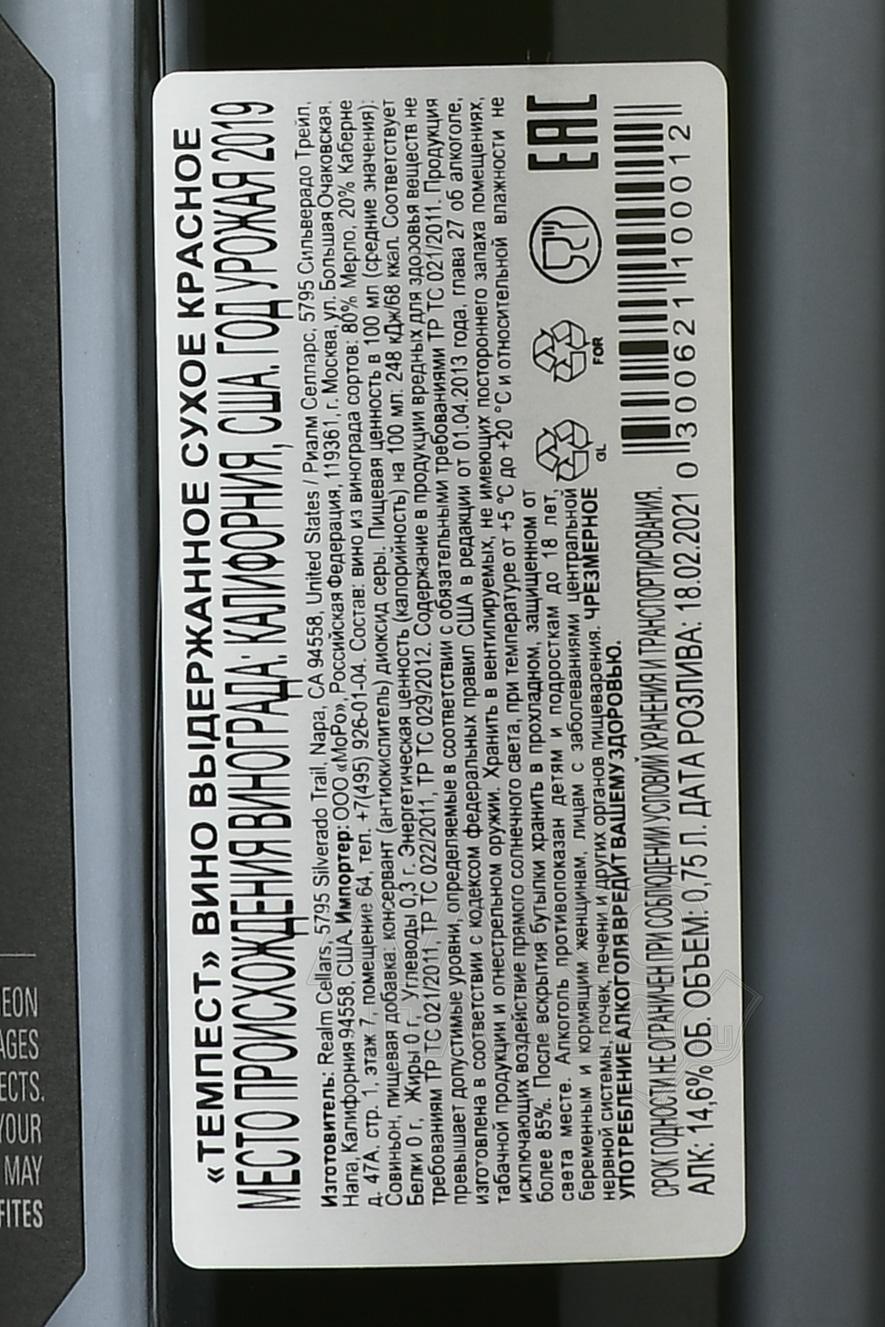 «ТЕМПЕСТ» ВИНО ВЫДЕРЖАННОЕ СУХОЕ КРАСНОЕ
МЕСТО ПРОИСХОЖДЕНИЯ ВИНОГРАДА: КАЛИФОРНИЯ, США. ГОД УРОЖАЯ 2019
Изготовитель: Realm Cellars, 5795 Silverado Trail, Napa, CA 94558, United States / Риалм Селларс, 5795 Сильверадо Трейл,
Напа, Калифорния 94558, США. Импортер: ООО «МоРо», Российская Федерация, 119361, г. Москва, ул. Большая Очаковская,
д. 47А, стр. 1, этаж 7, помещение 64, тел. +7(495) 926-01-04. Состав: вино из винограда сортов: 80% Мерло, 20% Каберне
Совиньон, пищевая добавка: консервант (антиокислитель) диоксид серы. Пищевая ценность в 100 мл (средние значения):
Белки 0 г, Жиры 0 г, Углеводы 0,3 г. Энергетическая ценность (калорийность) на 100 мл: 248 кДж/68 ккал. Соответствует
требованиям ТР ТС 021/2011, ТР ТС 022/2011, ТР ТС 029/2012. Содержание в продукции вредных для здоровья веществ не
превышает допустимые уровни, определяемые в соответствии с обязательными требованиями ТР ТС 021/2011. Продукция
изготовлена в соответствии с кодексом федеральных правил США в редакции от 01.04.2013 года, глава 27 об алкоголе,
табачной продукции и огнестрельном оружии. Хранить в вентилируемых, не имеющих постороннего запаха помещениях,
исключающих воздействие прямого солнечного света, при температуре от +5 °C до +20 °C и относительной влажности не
более 85%. После вскрытия бутылки хранить в прохладном, защищенном от
света месте. Алкоголь противопоказан детям и подросткам до 18 лет,
беременным и кормящим женщинам, лицам с заболеваниями центральной
нервной системы, почек, печени и других органов пищеварения. ЧРЕЗМЕРНОЕ
УПОТРЕБЛЕНИЕ АЛКОГОЛЯ ВРЕДИТ ВАШЕМУ ЗДОРОВЬЮ.
СРОК ГОДНОСТИ НЕ ОГРАНИЧЕН ПРИ СОБЛЮДЕНИИ УСЛОВИЙ ХРАНЕНИЯ И ТРАНСПОРТИРОВАНИЯ.
АЛК: 14,6% ОБ. ОБЪЕМ: 0,75 Л. ДАТА РОЗЛИВА: 18.02.2021
GL
FOR
EAC
0 300621 100012
AGES
ECTS.
YOUR
MAY